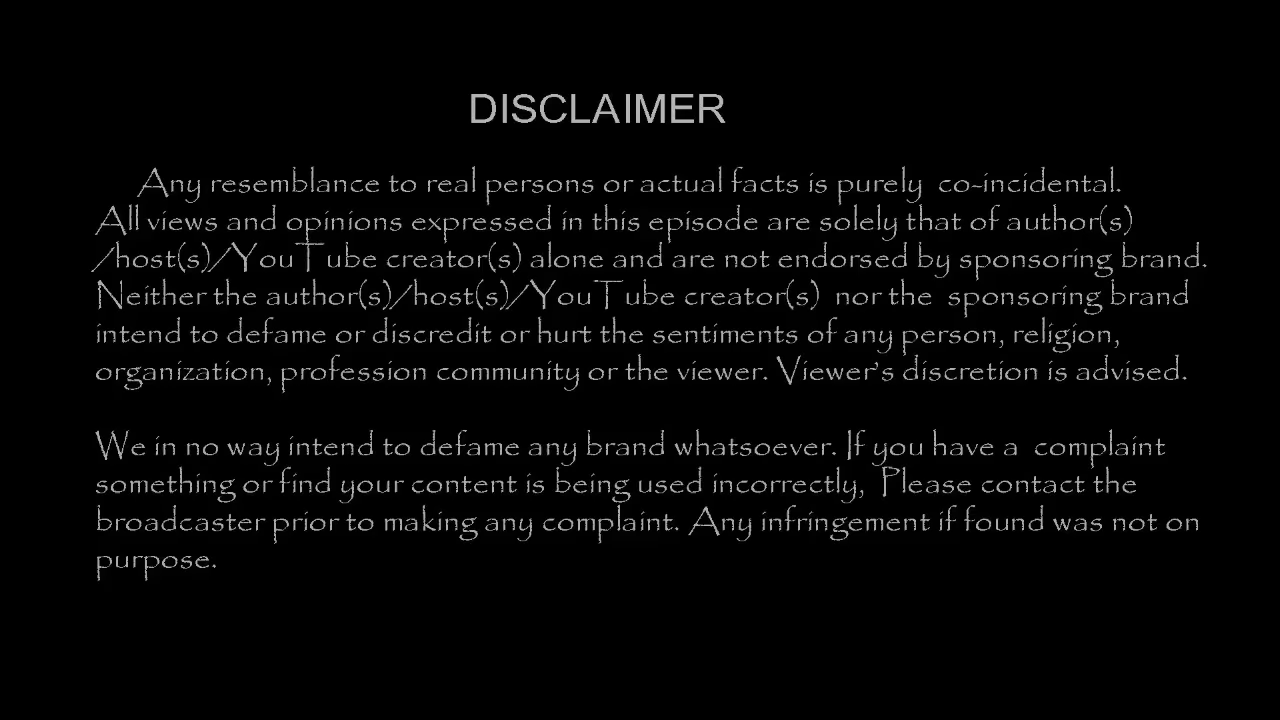 DISCLAIMER
Any resemblance to real persons or actual facts is purely co-incidental.
All views and opinions expressed in this episode are solely that of author(s)
/host(s)/YouTube creator(s) alone and are not endorsed by sponsoring brand.
Neither the author(s)/host(s)/YouTube creator(s) nor the sponsoring brand
intend to defame or discredit or hurt the sentiments of any person, religion,
organization, profession community or the viewer. Viewer's discretion is advised.
We in no way intend to defame any brand whatsoever. If you have a complaint
something or find your content is being used incorrectly, Please contact the
broadcaster prior to making any complaint. Any infringement if found was not on
purpose.